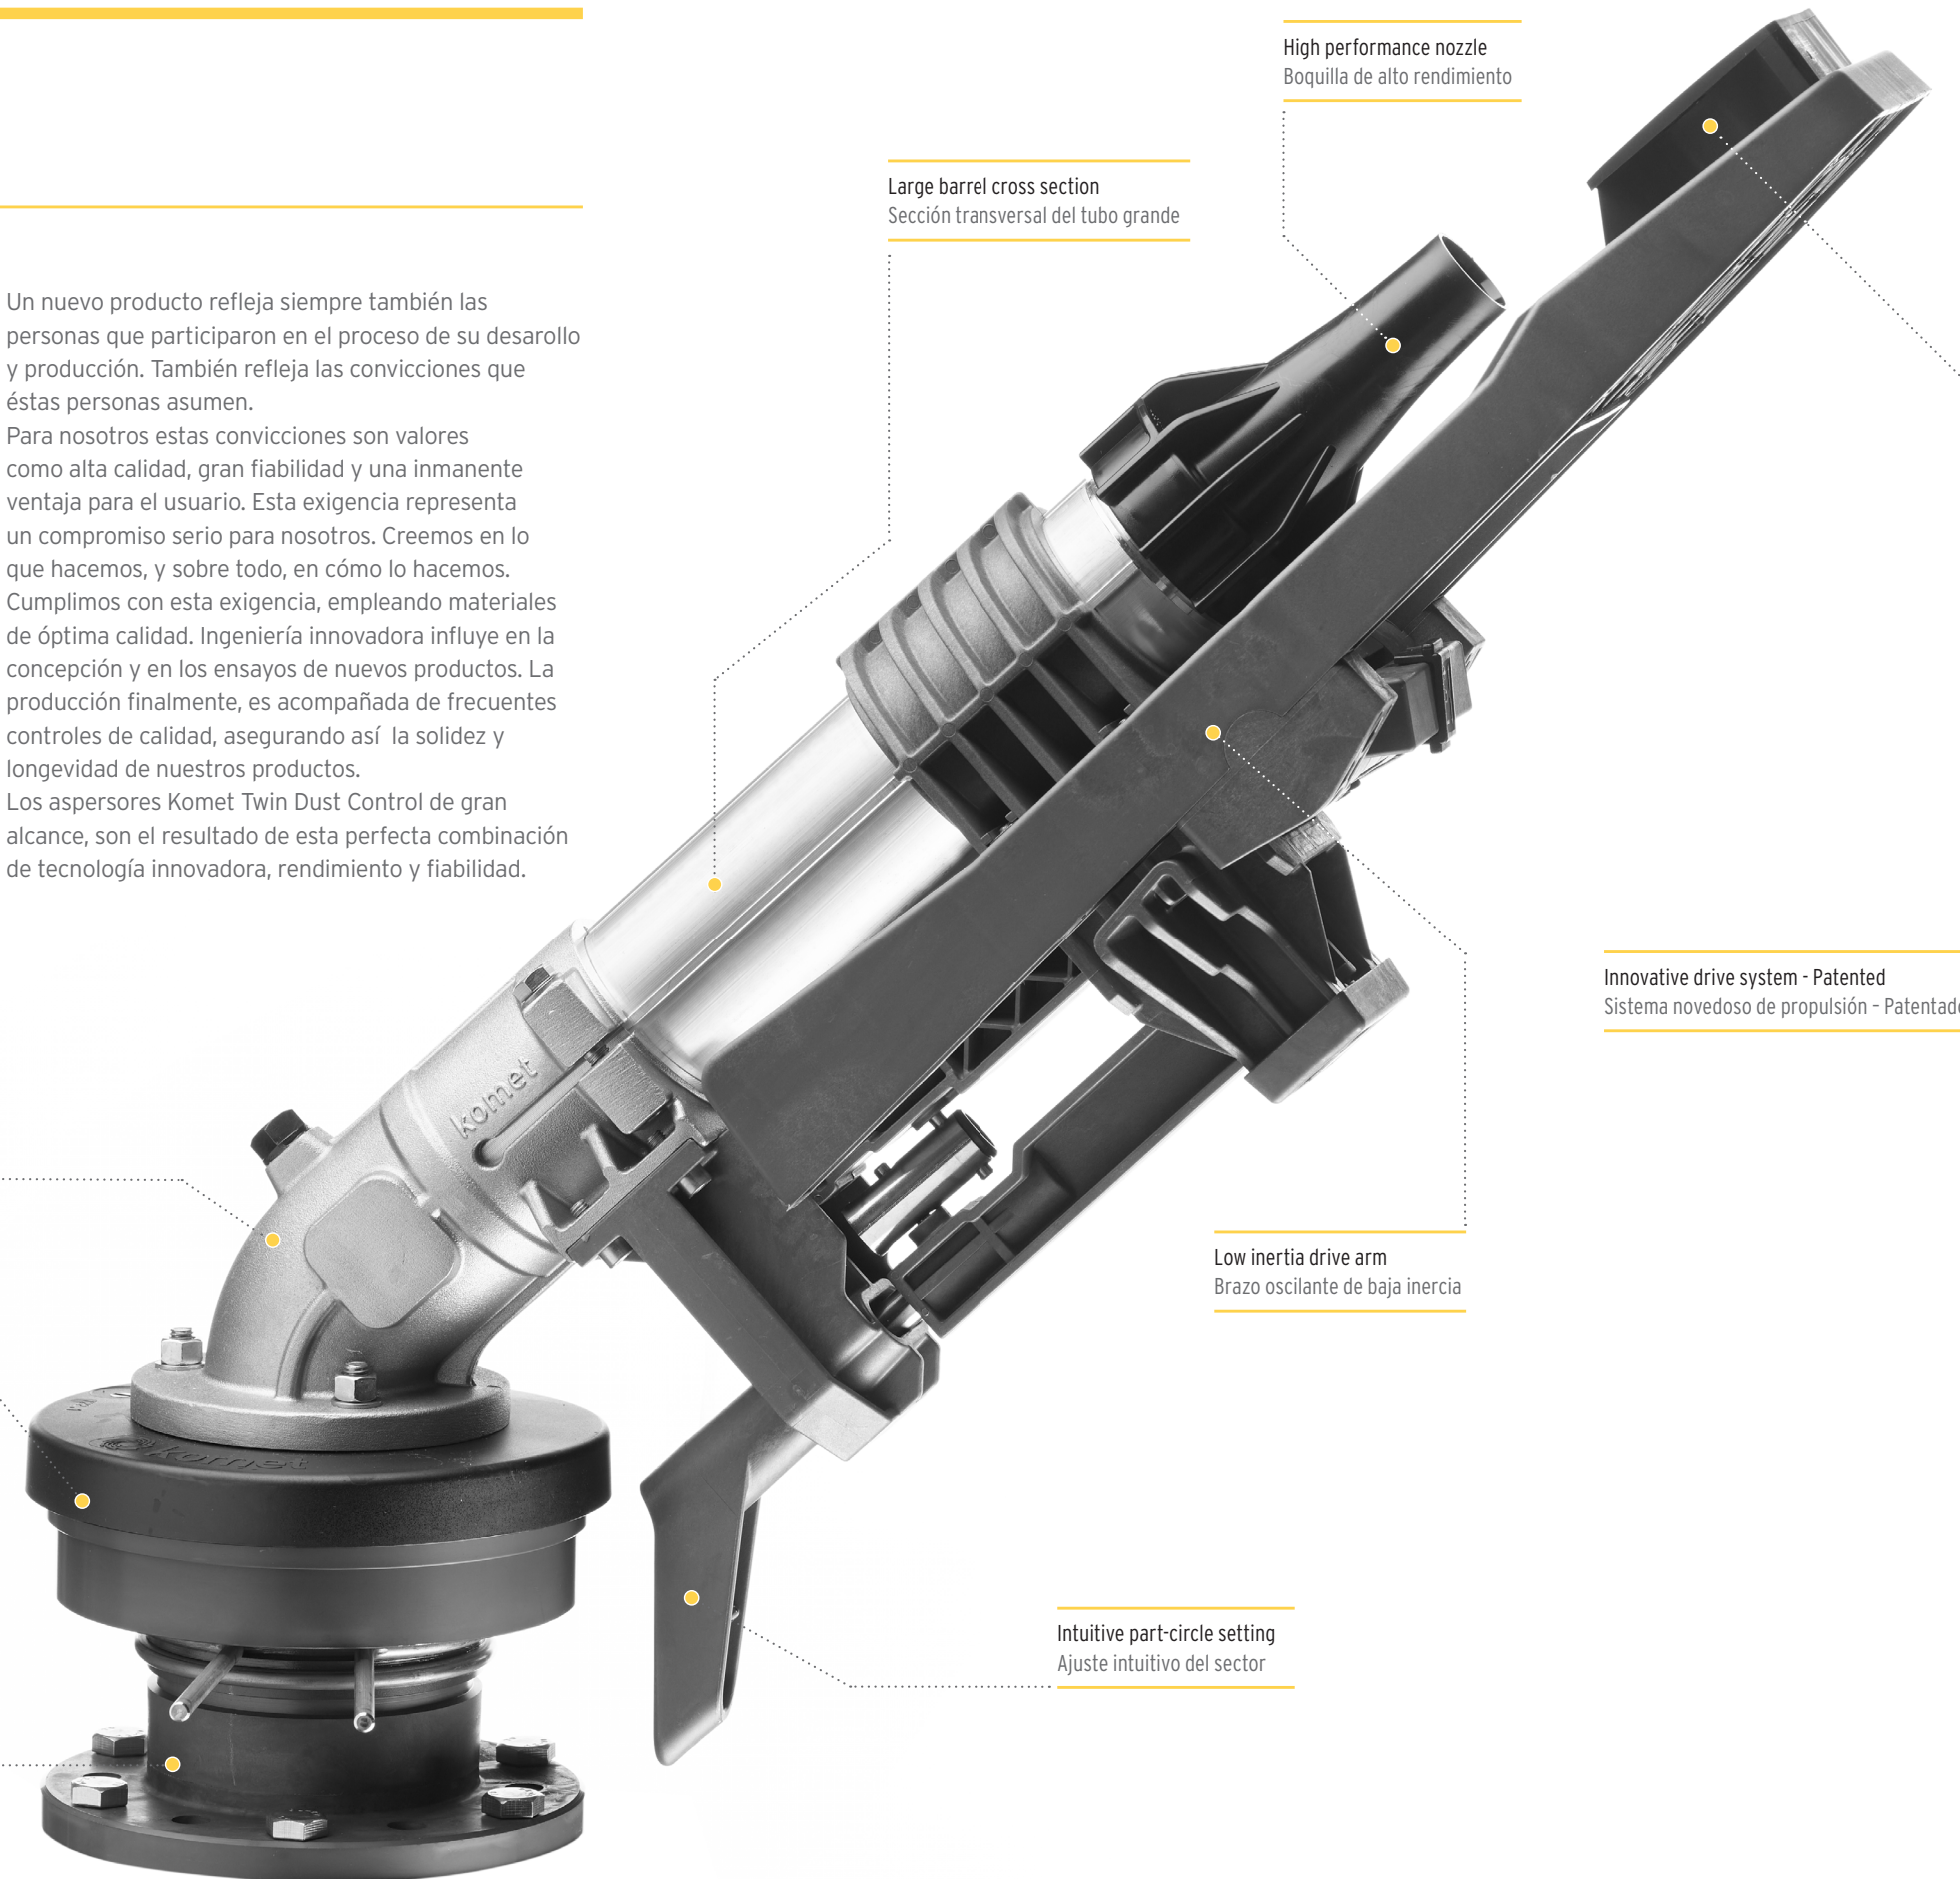 High performance nozzle
Boquilla de alto rendimiento
Large barrel cross section
Sección transversal del tubo grande
Un nuevo producto refleja siempre también las
personas que participaron en el proceso de su desarollo
y producción. También refleja las convicciones que
éstas personas asumen.
Para nosotros estas convicciones son valores
como alta calidad, gran fiabilidad y una inmanente
ventaja para el usuario. Esta exigencia representa
un compromiso serio para nosotros. Creemos en lo
que hacemos, y sobre todo, en cómo lo hacemos.
Cumplimos con esta exigencia, empleando materiales
de óptima calidad. Ingeniería innovadora influye en la
concepción y en los ensayos de nuevos productos. La
producción finalmente, es acompañada de frecuentes
controles de calidad, asegurando así la solidez y
longevidad de nuestros productos.
Los aspersores Komet Twin Dust Control de gran
alcance, son el resultado de esta perfecta combinación
de tecnología innovadora, rendimiento y fiabilidad.
Innovative drive system - Patented
Sistema novedoso de propulsión - Patentado
komet
Low inertia drive arm
Brazo oscilante de baja inercia
komet
Intuitive part-circle setting
Ajuste intuitivo del sector